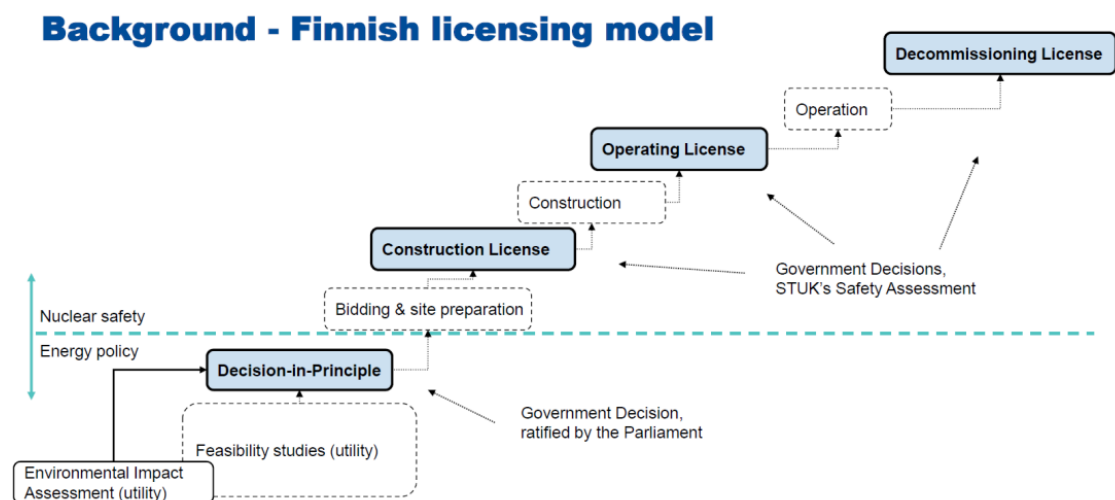 Background - Finnish licensing model
Decommissioning License
Operation
Operating License
Construction
Construction License
Government Decisions,
STUK's Safety Assessment
Bidding & site preparation
Nuclear safety
Energy policy
Decision-in-Principle
Government Decision,
ratified by the Parliament
Feasibility studies (utility)
Environmental Impact
Assessment (utility)